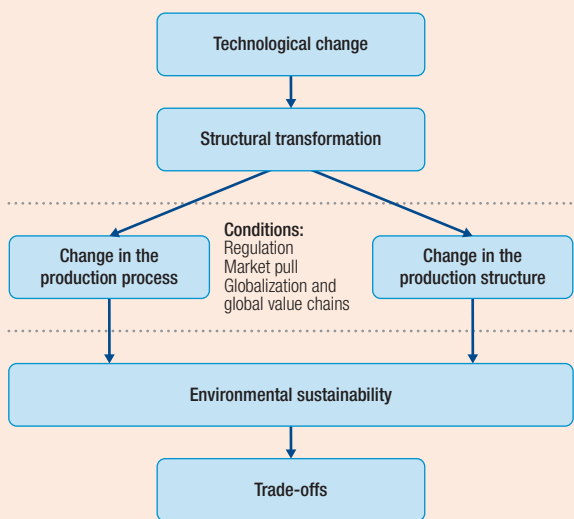 Technological change
Structural transformation
Change in the
production process
Conditions:
Regulation
Market pull
Globalization and
global value chains
Change in the
production structure
Environmental sustainability
Trade-offs